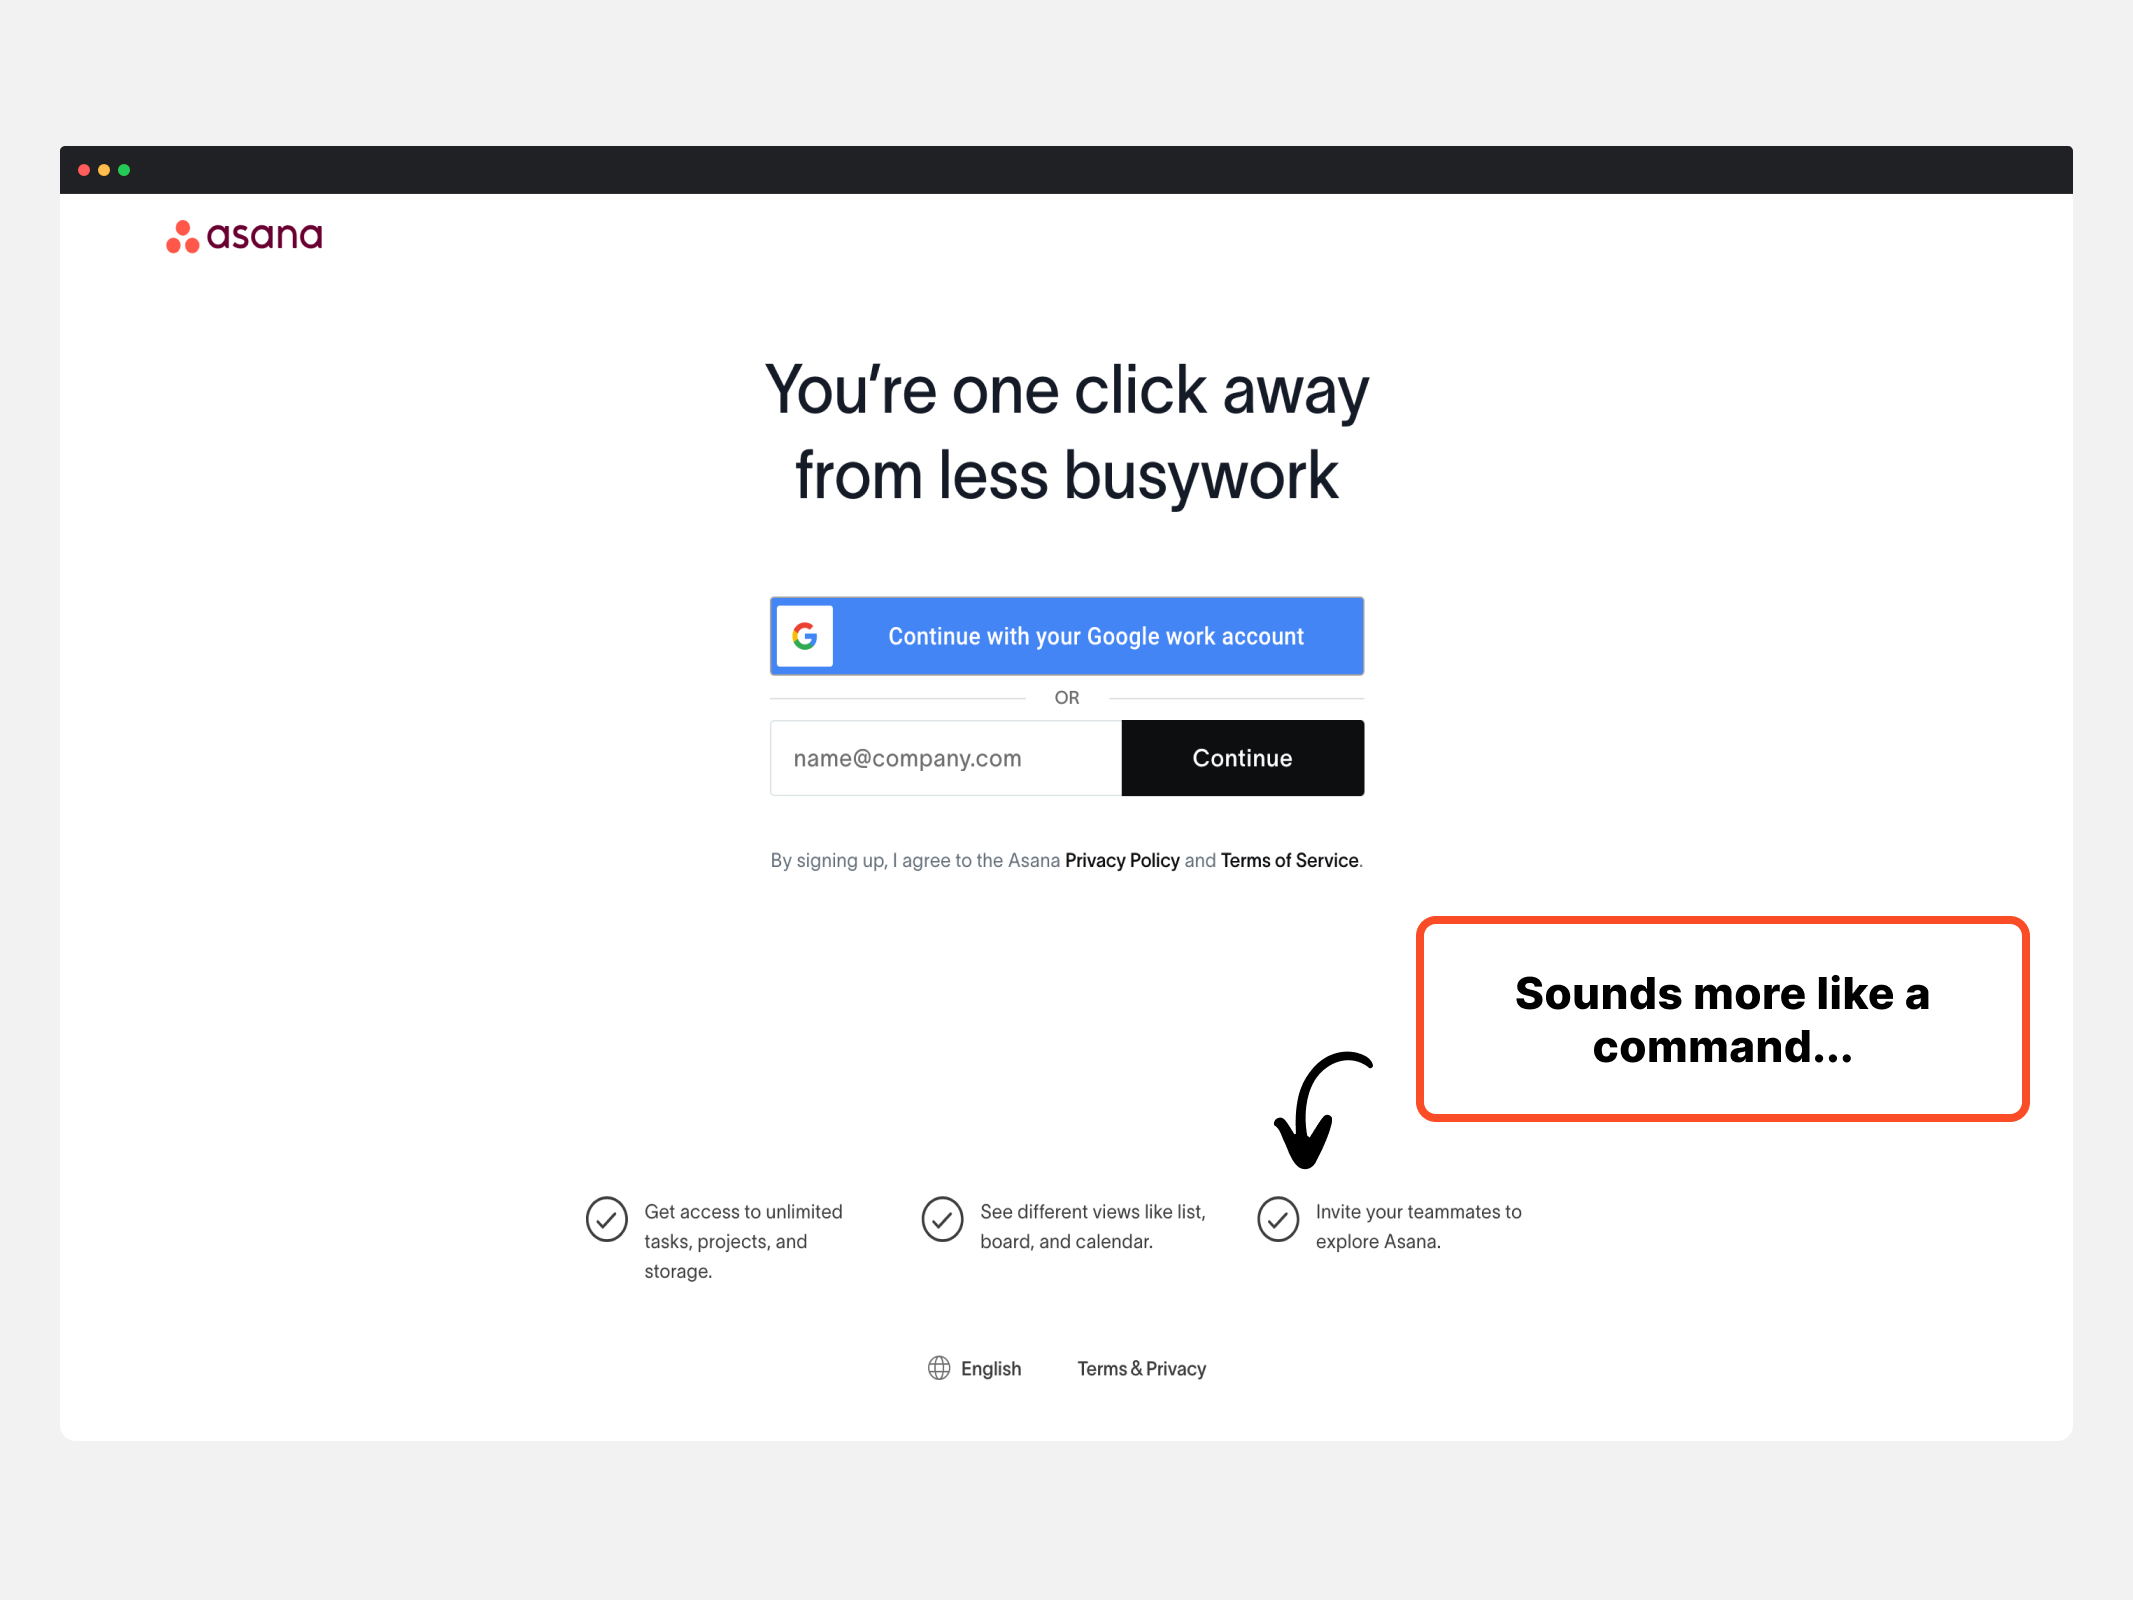 asana
You're one click away
from less busywork
G
Continue with your Google work account
OR
name@company.com
Continue
By signing up, I agree to the Asana Privacy Policy and Terms of Service.
Sounds more like a
command...
Get access to unlimited
tasks, projects, and
storage.
See different views like list,
board, and calendar.
Invite your teammates to
explore Asana.
English
Terms & Privacy